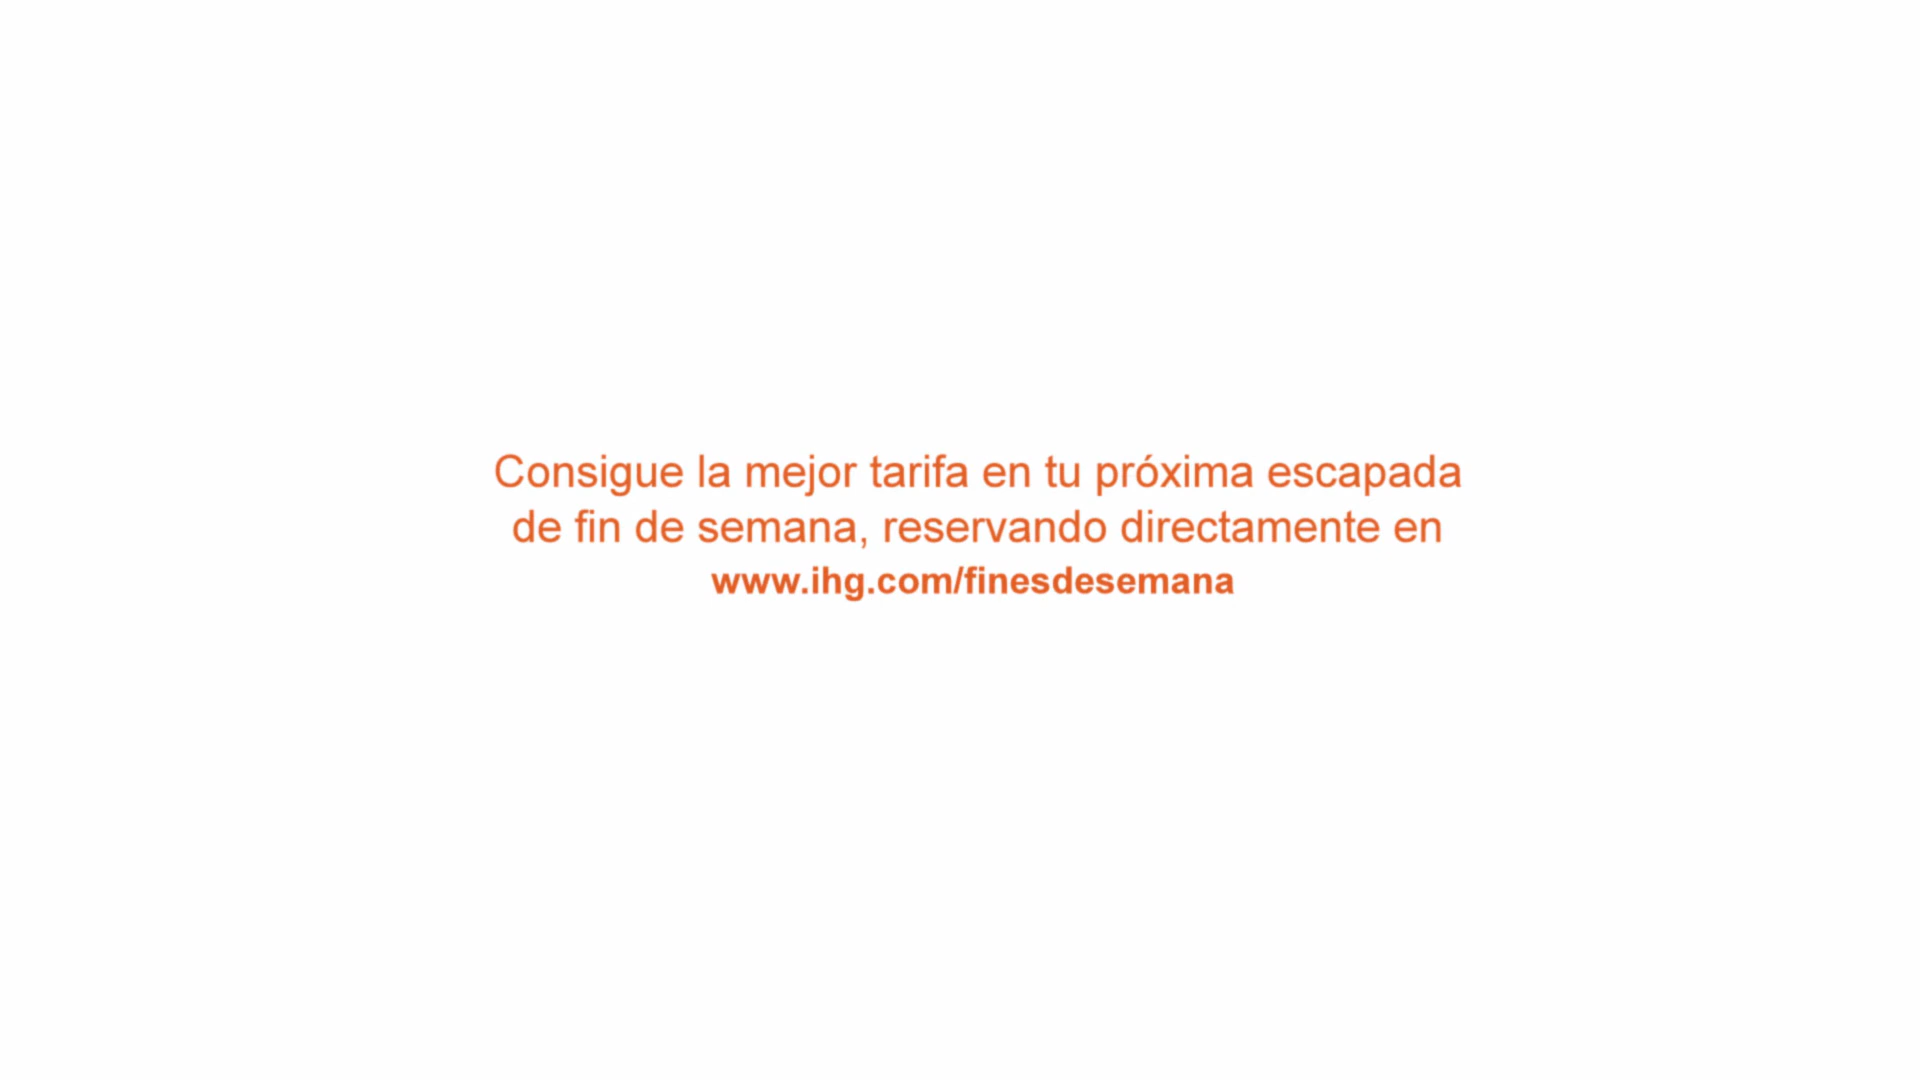 Consigue la mejor tarifa en tu próxima escapada
de fin de semana, reservando directamente en
www.ihg.com/finesdesemana